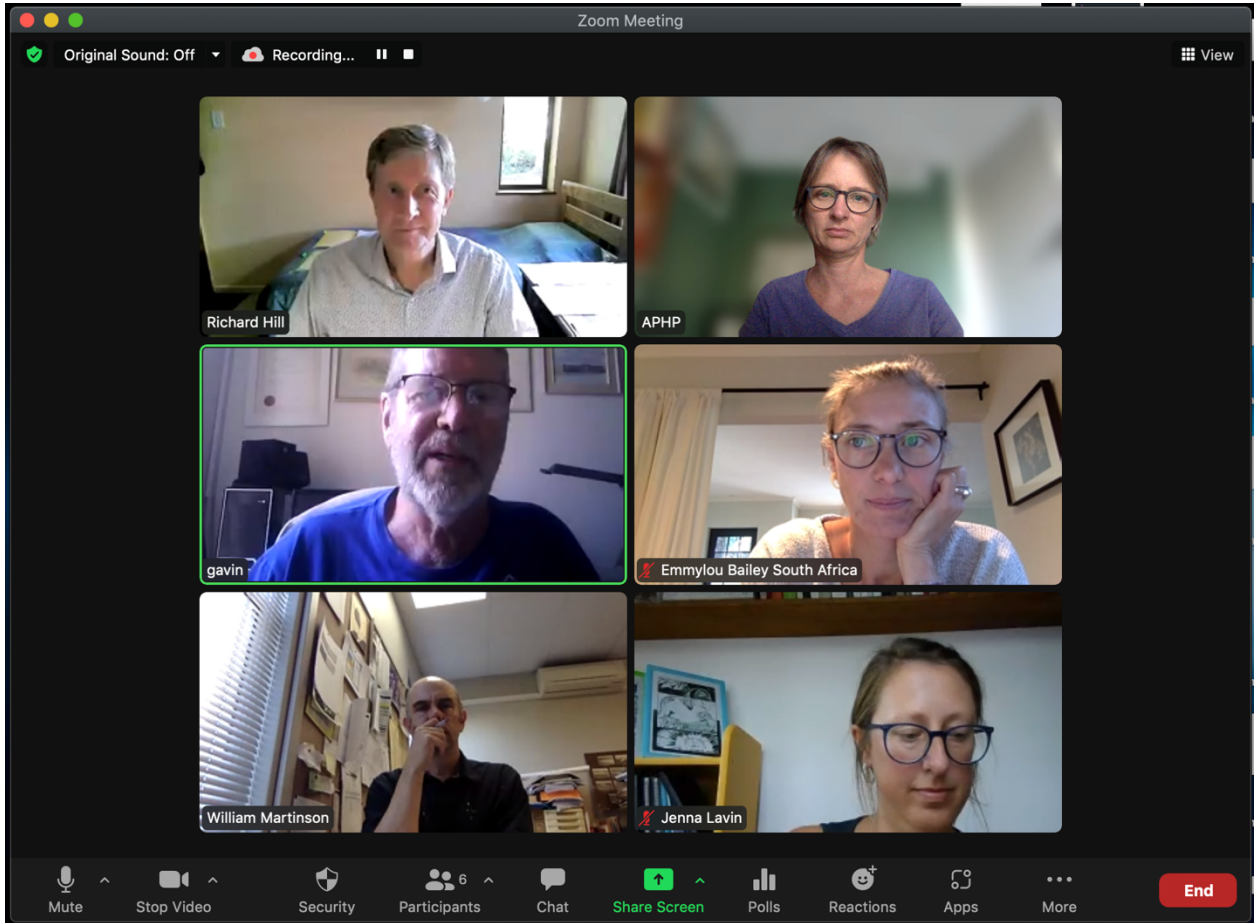 Zoom Meeting
Original Sound: Off
Recording...
View
Richard Hill
APHP
gavin
Emmylou Bailey South Africa
William Martinson
Jenna Lavin
6
Mute
Stop Video
Security
Participants
Chat
Share Screen
Polls
Reactions
Apps
More
End